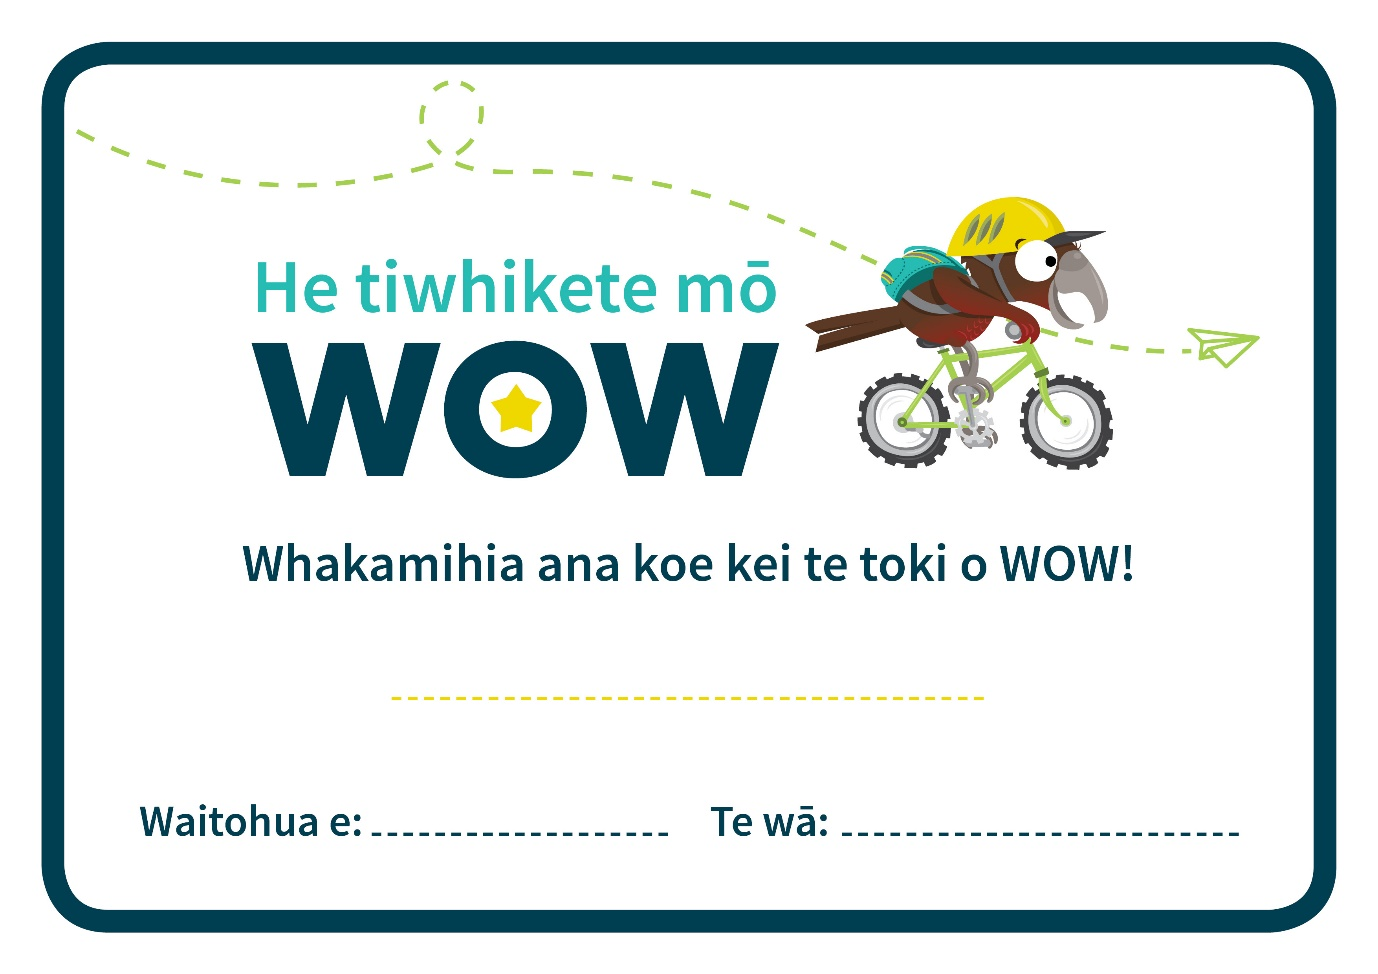 He tiwhikete mō
WOW
Whakamihia ana koe kei te toki o WOW!
Waitohua e: Te wā: